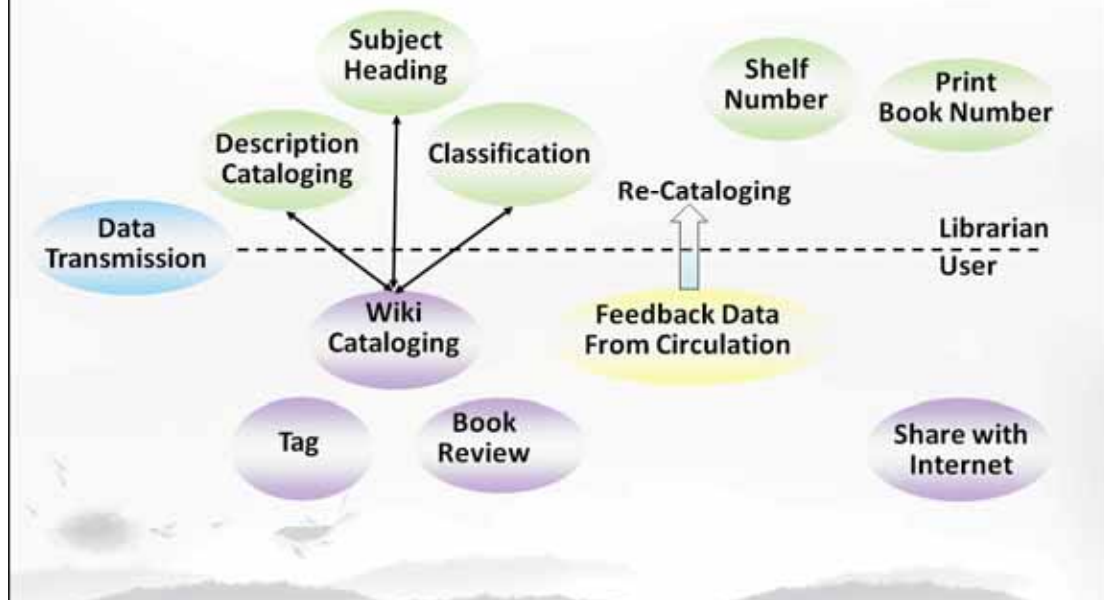 Subject
Heading
Shelf
Number
Print
Book Number
Description
Cataloging
Classification
Re-Cataloging
Data
Transmission
Librarian
User
Wiki
Cataloging
Feedback Data
From Circulation
Tag
Book
Review
Share with
Internet